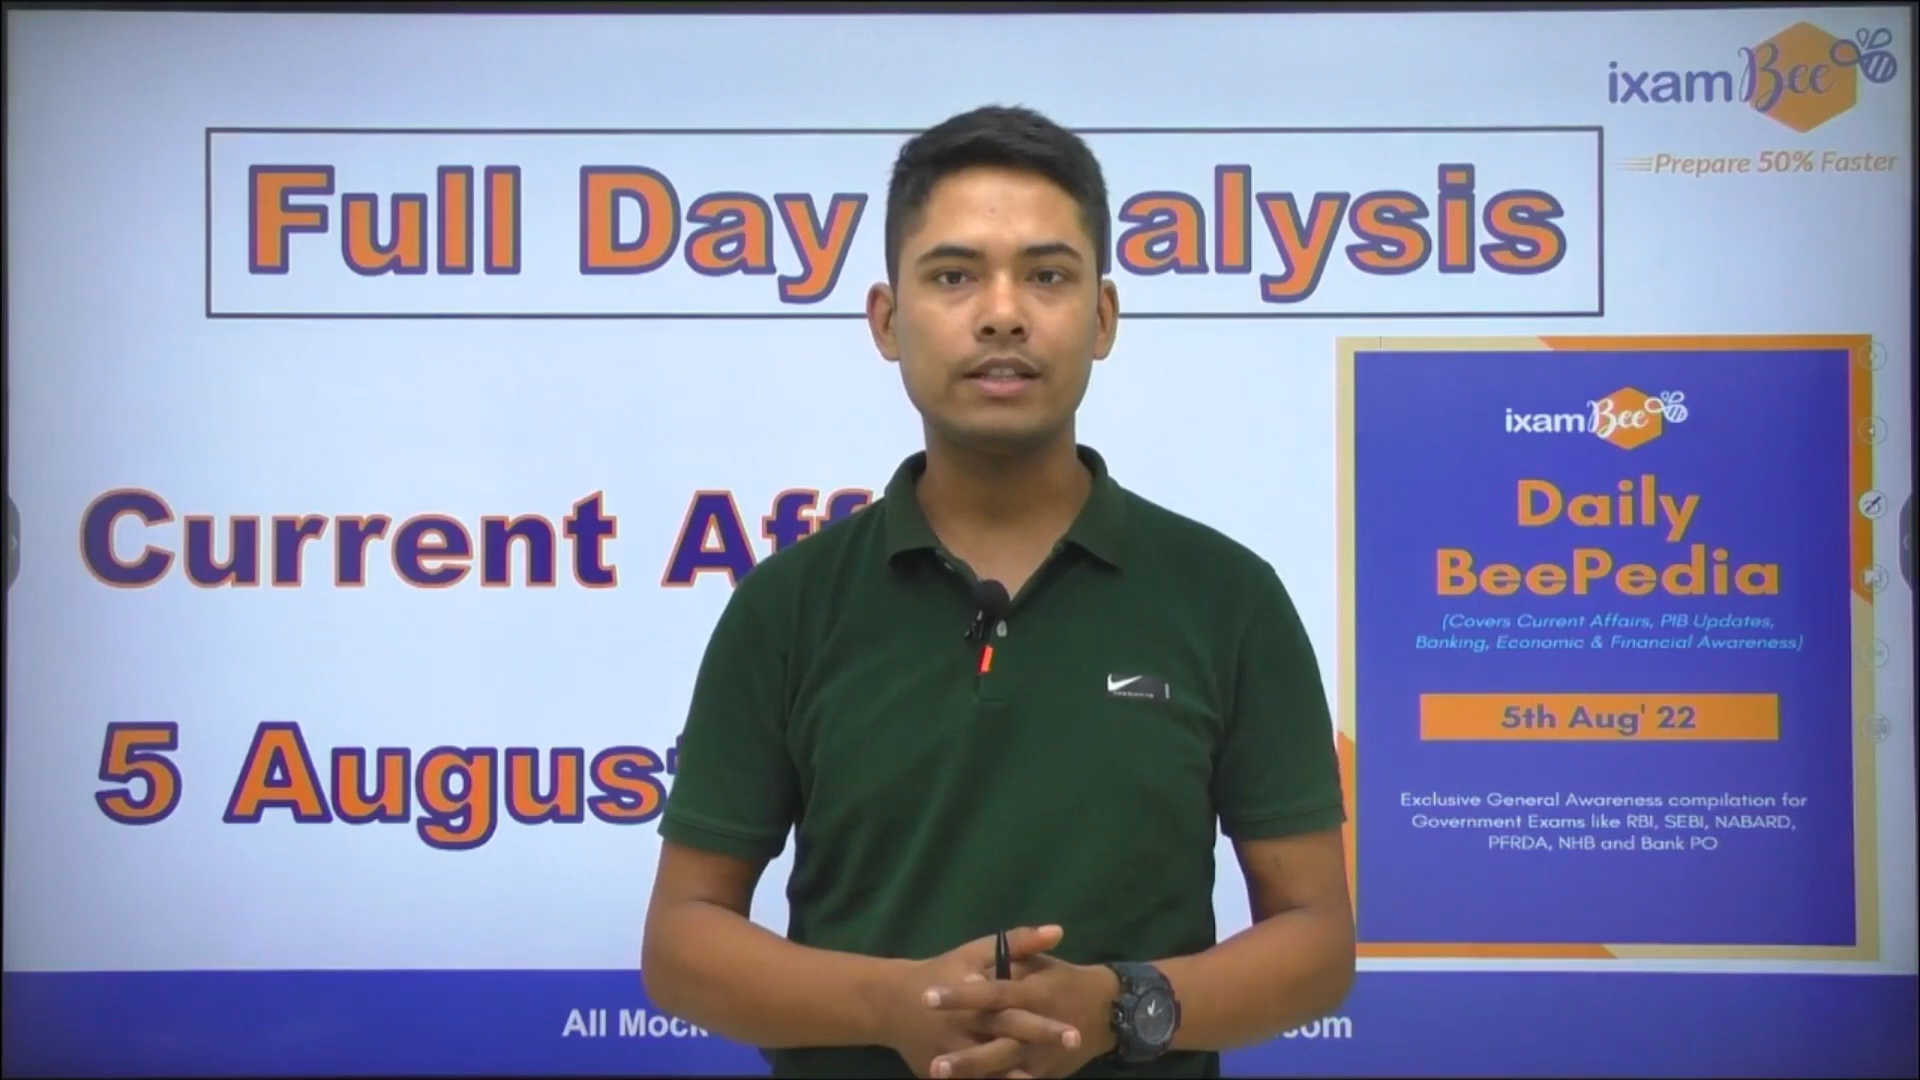 ixamBee
Prepare 50% Faster
Full Day alysis
Current Aff
5 August
ixamBee
Daily
BeePedia
(Covers Current Affairs, PIB Updates,
Banking, Economic & Financial Awareness)
5th Aug' 22
Exclusive General Awareness compilation for
Government Exams like RBI, SEBI, NABARD,
PFRDA, NHB and Bank PO
All Mock
.com